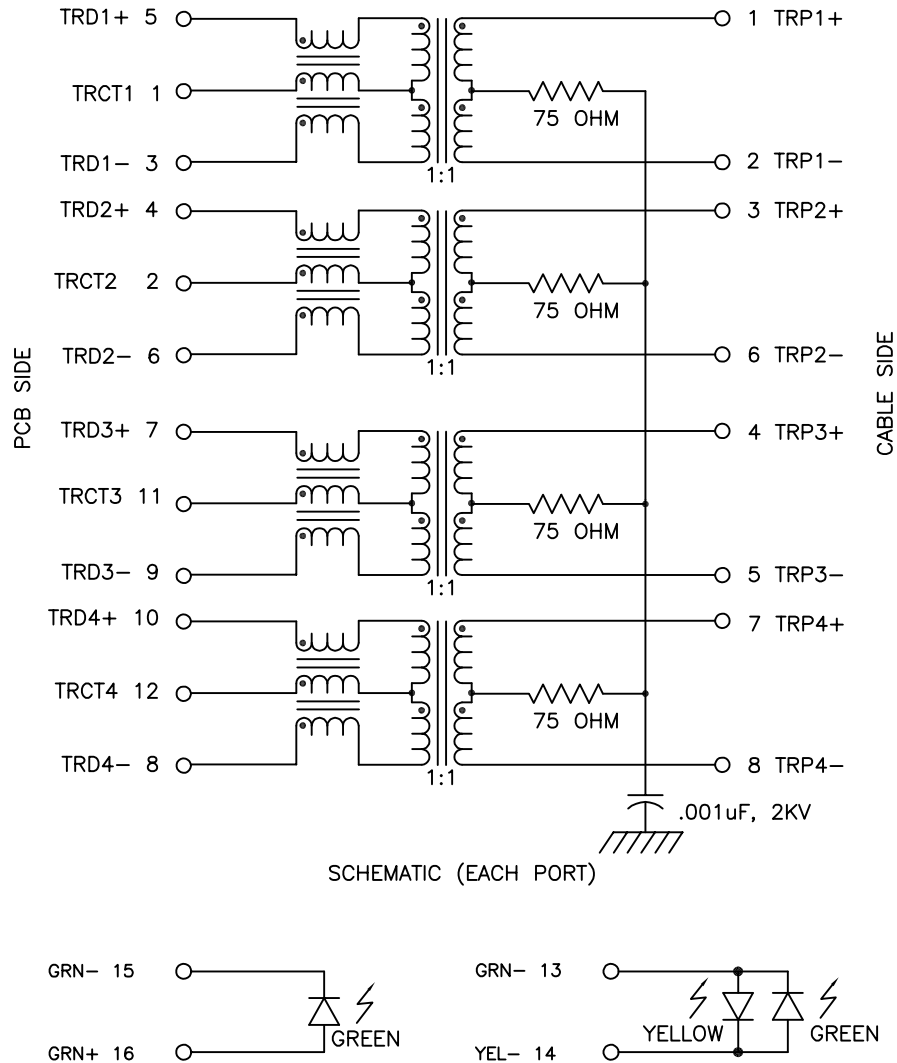 TRD1+ 5
1 TRP1+
TRCT1 1
75 OHM
TRD1- 3
2 TRP1-
1:1
TRD2+ 4
3 TRP2+
TRCT2 2
75 OHM
TRD2- 6
6 TRP2-
1:1
PCB SIDE
CABLE SIDE
TRD3+ 7
4 TRP3+
TRCT3 11
75 OHM
TRD3- 9
5 TRP3-
1:1
TRD4+ 10
7 TRP4+
TRCT4 12
75 OHM
TRD4- 8
8 TRP4-
1:1
.001uF, 2KV
SCHEMATIC (EACH PORT)
GRN- 15
GRN- 13
GREEN
YELLOW
GREEN
GRN+ 16
YEL- 14